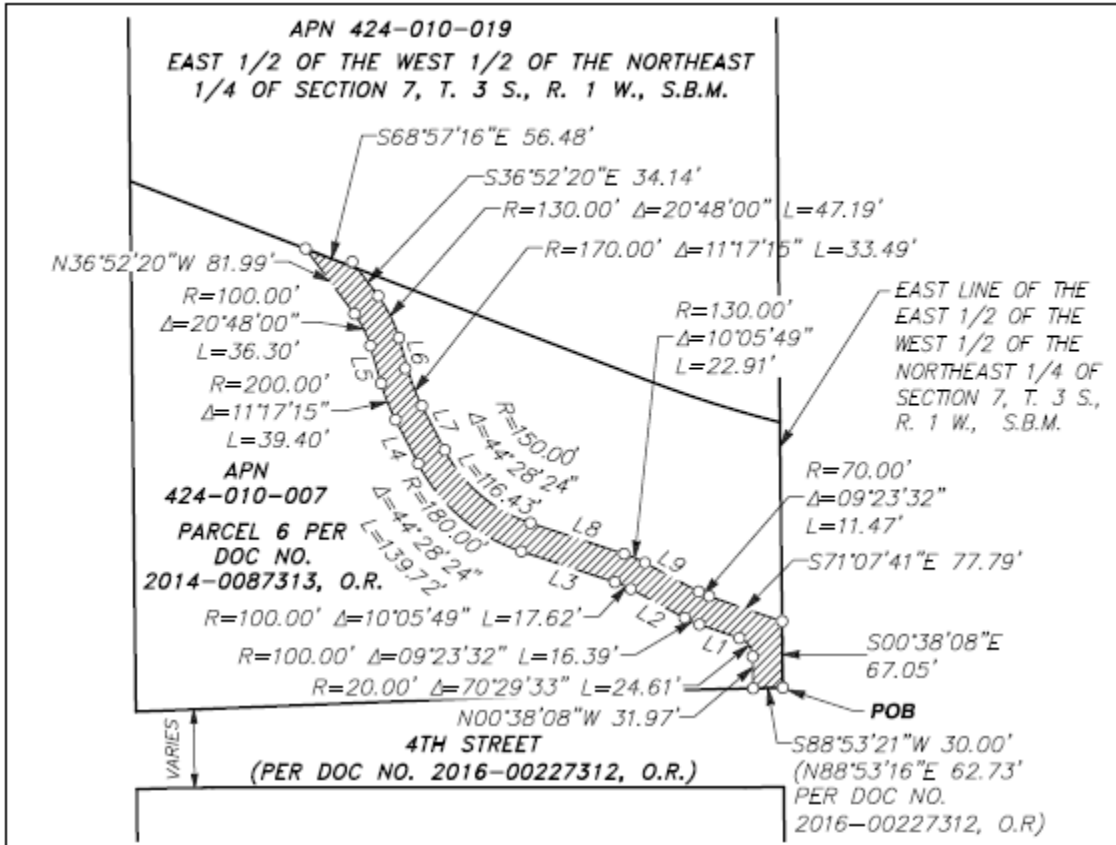 APN 424-010-019
EAST 1/2 OF THE WEST 1/2 OF THE NORTHEAST
1/4 OF SECTION 7, T. 3 S., R. 1 W., S.B.M.
S68°57'16"E 56.48'
S36°52'20"E 34.14'
R=130.00' Δ=20°48'00" L=47.19'
R=170.00' Δ=11°17'15" L=33.49'
N36°52'20"W 81.99'
R=100.00'
Δ=20°48'00"
L=36.30'
R=200.00'
Δ=11°17'15"
L=39.40'
R=130.00'
Δ=10°05'49"
L=22.91'
EAST LINE OF THE
EAST 1/2 OF THE
WEST 1/2 OF THE
NORTHEAST 1/4 OF
SECTION 7, T. 3 S.,
R. 1 W., S.B.M.
L6
L5
L7
L4
R=150.00'
Δ=44°28'24"
L=116.43'
R=180.00'
Δ=44°28'24"
L=139.72'
APN
424-010-007
PARCEL 6 PER
DOC NO.
2014-0087313, O.R.
L8
L9
L3
L2
L1
R=70.00'
Δ=09°23'32"
L=11.47'
S71°07'41"E 77.79'
R=100.00' Δ=10°05'49" L=17.62'
R=100.00' Δ=09°23'32" L=16.39'
R=20.00' Δ=70°29'33" L=24.61'
N00°38'08"W 31.97'
S00°38'08"E
67.05'
POB
S88°53'21"W 30.00'
(N88°53'16"E 62.73'
PER DOC NO.
2016-00227312, O.R)
VARIES
4TH STREET
(PER DOC NO. 2016-00227312, O.R.)